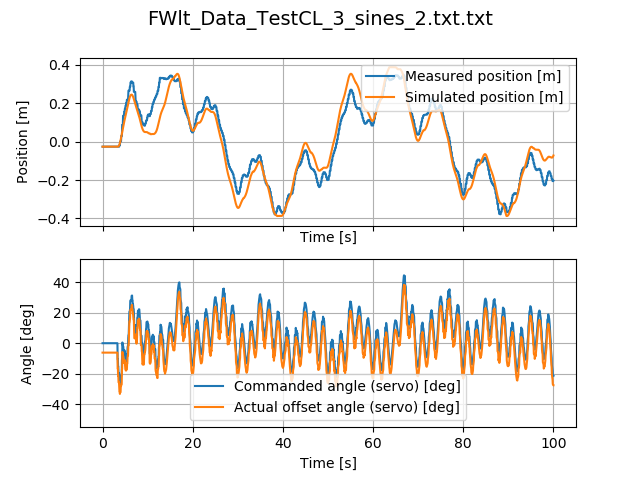 FWlt_Data_TestCL_3_sines_2.txt.txt
0.4
0.2
0.0
−0.2
−0.4
Position [m]
Measured position [m]
Simulated position [m]
Time [s]
40
20
0
−20
−40
Angle [deg]
Commanded angle (servo) [deg]
Actual offset angle (servo) [deg]
0 20 40 60 80 100
Time [s]